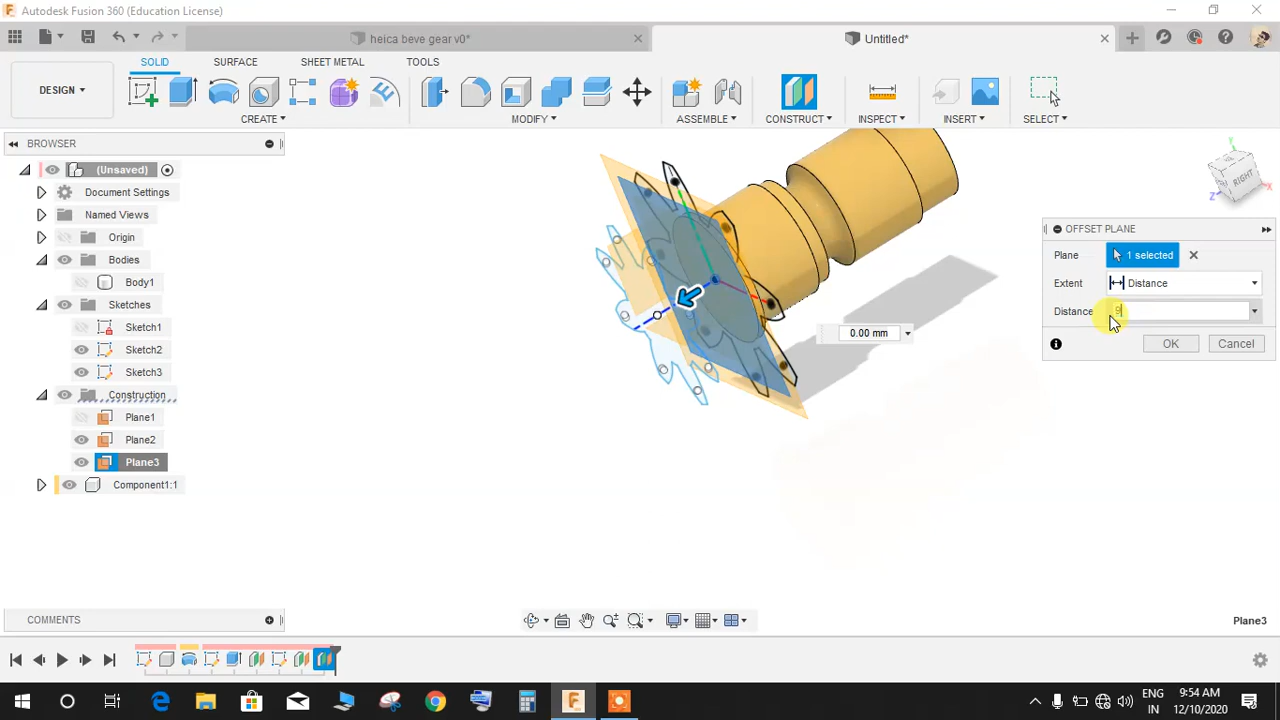 Autodesk Fusion 360 (Education License)
heica beve gear v0*
Untitled*
SOLID SURFACE SHEET METAL TOOLS
DESIGN
CREATE MODIFY ASSEMBLE CONSTRUCT INSPECT INSERT SELECT
BROWSER
(Unsaved)
Document Settings
Named Views
Origin
Bodies
Body1
Sketches
Sketch1
Sketch2
Sketch3
Construction
Plane1
Plane2
Plane3
Component1:1
RIGHT
Y
Z
X
OFFSET PLANE
Plane 1 selected
Extent Distance
Distance 9
OK Cancel
0.00 mm
COMMENTS
Plane3
ENG
IN
9:54 AM
12/10/2020